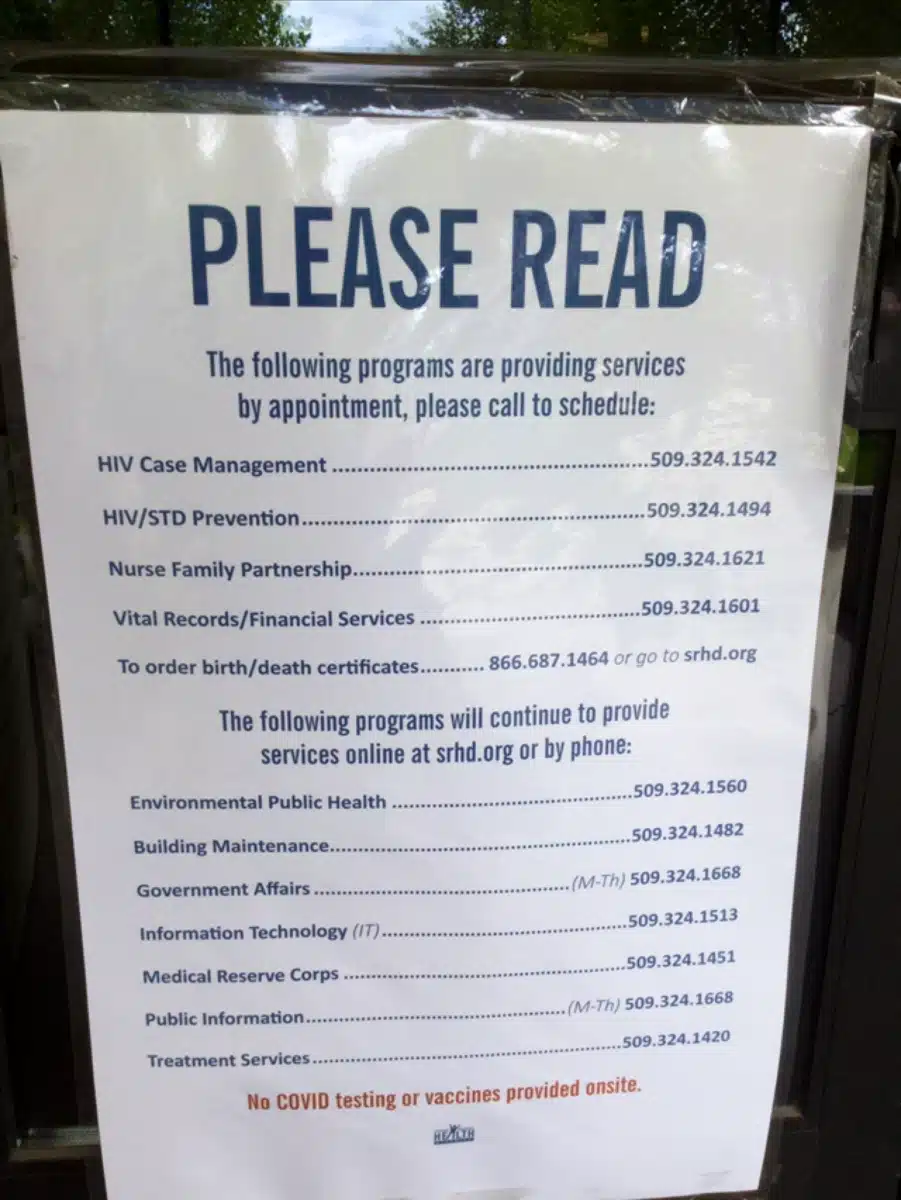 PLEASE READ
The following programs are providing services
by appointment, please call to schedule:
HIV Case Management ................................................509.324.1542
HIV/STD Prevention....................................................509.324.1494
Nurse Family Partnership............................................509.324.1621
Vital Records/Financial Services ..................................509.324.1601
To order birth/death certificates........... 866.687.1464 or go to srhd.org
The following programs will continue to provide
services online at srhd.org or by phone:
Environmental Public Health ......................................509.324.1560
Building Maintenance................................................509.324.1482
Government Affairs ..........................................(M-Th) 509.324.1668
Information Technology (IT).......................................509.324.1513
Medical Reserve Corps .............................................509.324.1451
Public Information...........................................(M-Th) 509.324.1668
Treatment Services..................................................509.324.1420
No COVID testing or vaccines provided onsite.
HEALTH